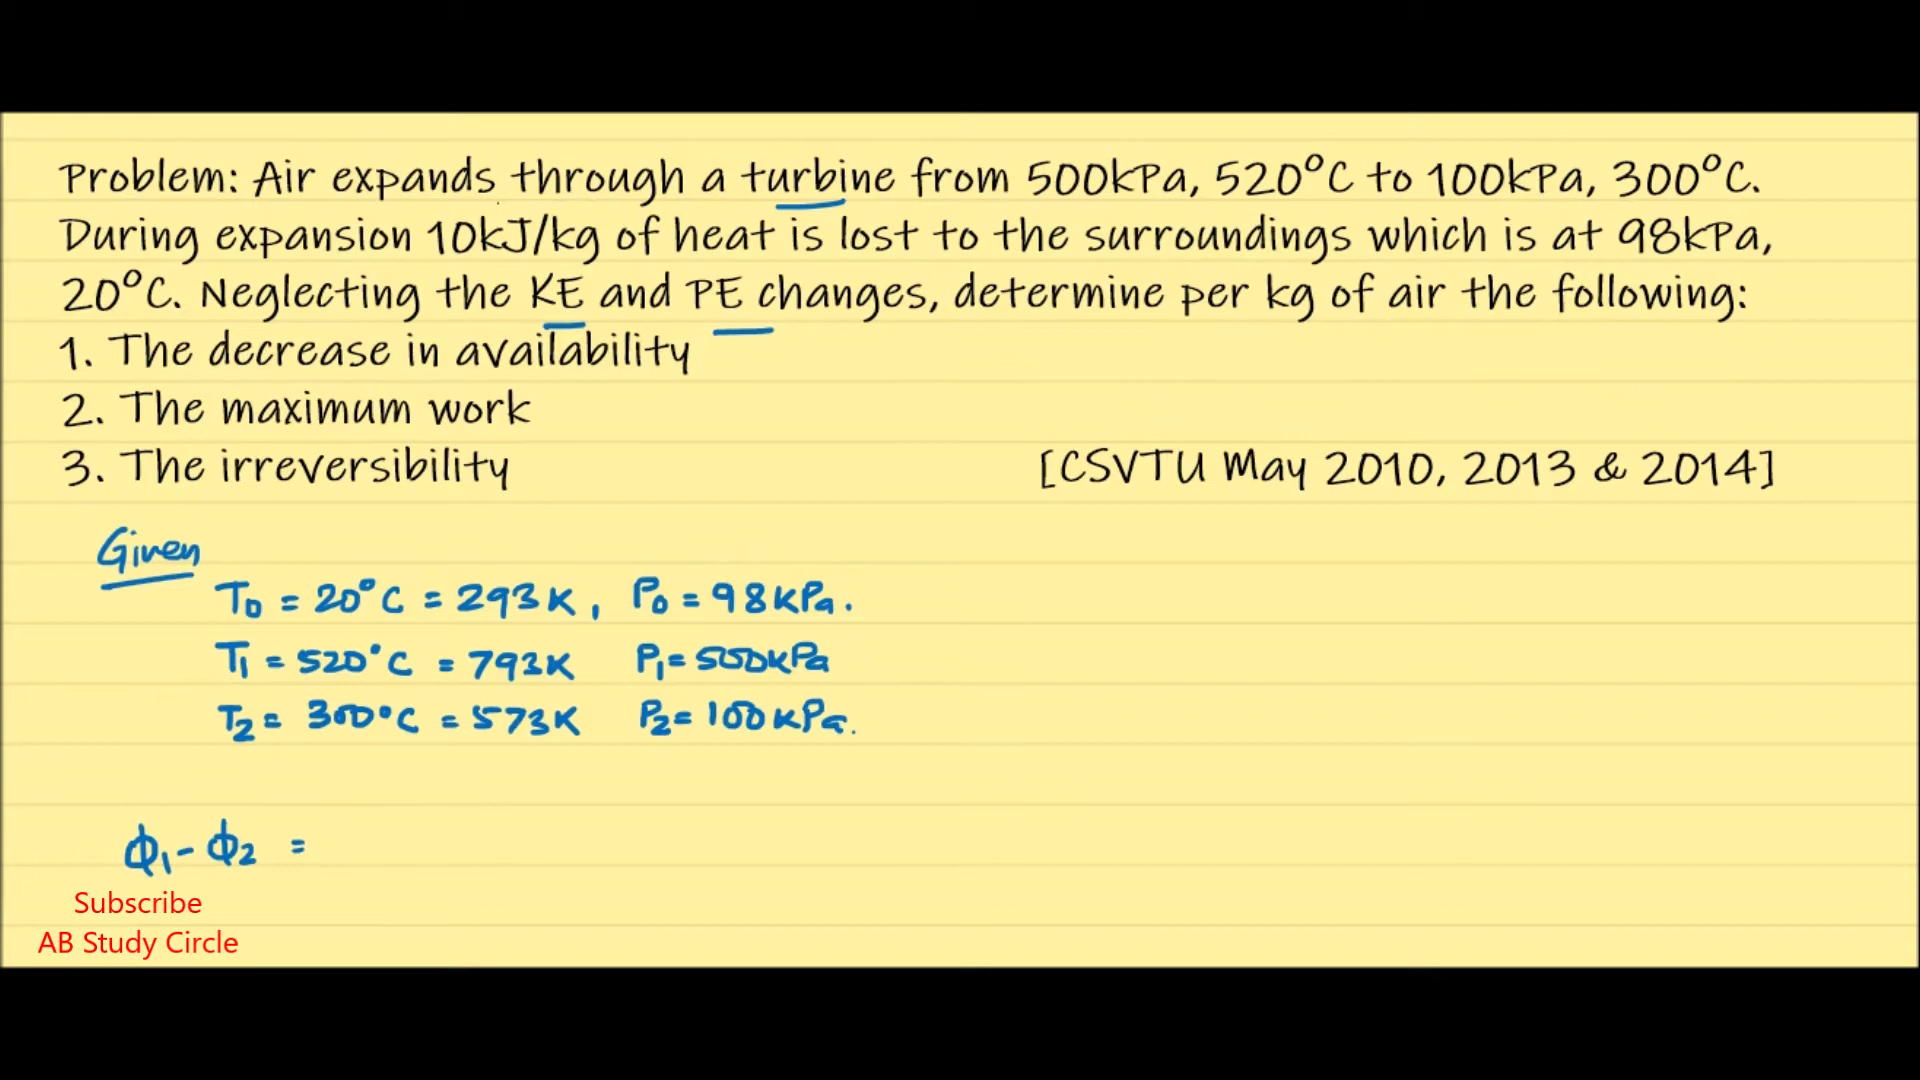 Problem: Air expands through a turbine from 500kPa, 520°C to 100kPa, 300°C.
During expansion 10kJ/kg of heat is lost to the surroundings which is at 98kPa,
20°C. Neglecting the KE and PE changes, determine per kg of air the following:
1. The decrease in availability
2. The maximum work
3. The irreversibility [CSVTU May 2010, 2013 & 2014]
Given
T₀ = 20°C = 293K, P₀ = 98KPa.
T₁ = 520°C = 793K P₁ = 500KPa
T₂ = 300°C = 573K P₂ = 100KPa.
ϕ₁ - ϕ₂ =
Subscribe
AB Study Circle